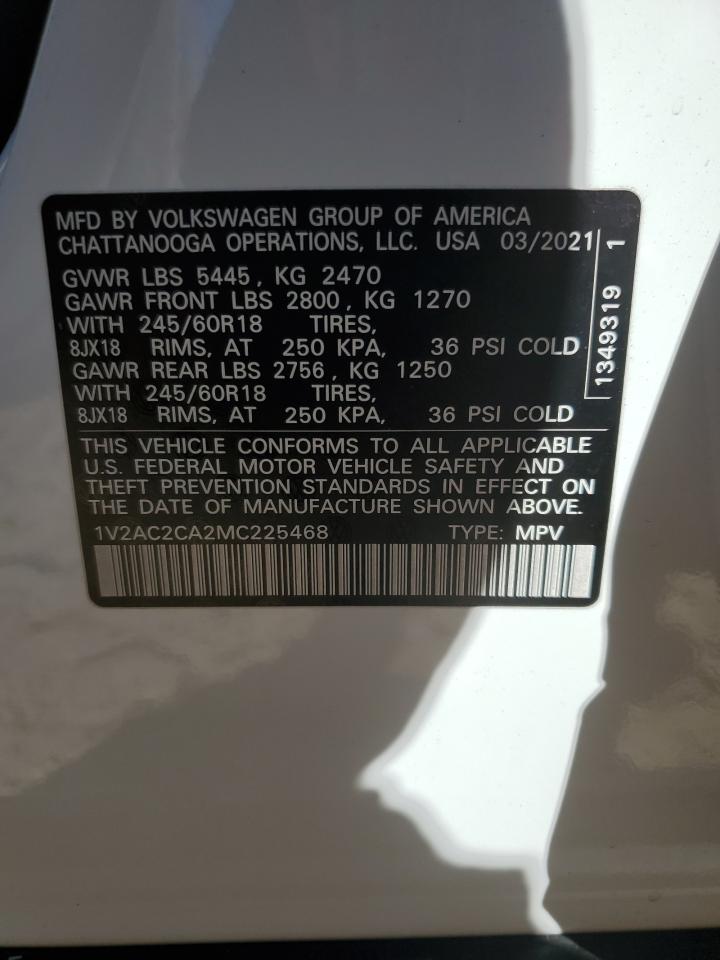 MFD BY VOLKSWAGEN GROUP OF AMERICA
CHATTANOOGA OPERATIONS, LLC. USA 03/2021
GVWR LBS 5445, KG 2470
GAWR FRONT LBS 2800, KG 1270
WITH 245/60R18 TIRES,
8JX18 RIMS, AT 250 KPA, 36 PSI COLD
GAWR REAR LBS 2756, KG 1250
WITH 245/60R18 TIRES,
8JX18 RIMS, AT 250 KPA, 36 PSI COLD
THIS VEHICLE CONFORMS TO ALL APPLICABLE
U.S. FEDERAL MOTOR VEHICLE SAFETY AND
THEFT PREVENTION STANDARDS IN EFFECT ON
THE DATE OF MANUFACTURE SHOWN ABOVE.
1V2AC2CA2MC225468 TYPE: MPV
1349319 1